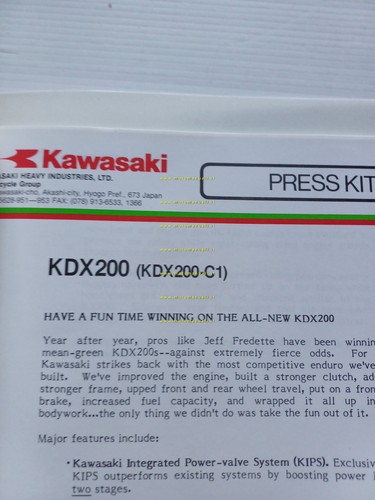 Kawasaki
ASAKI HEAVY INDUSTRIES, LTD.
cycle Group
awasaki-cho, Akashi-city, Hyogo Pref., 673 Japan
5628-951—953 FAX: (078) 913-6533, 1366
PRESS KIT
KDX200 (KDX200-C1)
HAVE A FUN TIME WINNING ON THE ALL-NEW KDX200
Year after year, pros like Jeff Fredette have been winnin
mean-green KDX200s--against extremely fierce odds. For
Kawasaki strikes back with the most competitive enduro we've
built. We've improved the engine, built a stronger clutch, ad
stronger frame, upped front and rear wheel travel, put on a fron
brake, increased fuel capacity, and wrapped it all up in
bodywork...the only thing we didn't do was take the fun out of it.
Major features include:
• Kawasaki Integrated Power-valve System (KIPS). Exclusiv
KIPS outperforms existing systems by boosting power i
two stages.